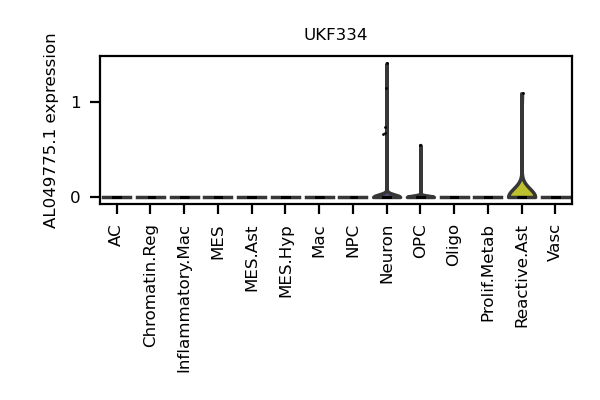 UKF334
AL049775.1 expression
1
0
AC
Chromatin.Reg
Inflammatory.Mac
MES
MES.Ast
MES.Hyp
Mac
NPC
Neuron
OPC
Oligo
Prolif.Metab
Reactive.Ast
Vasc